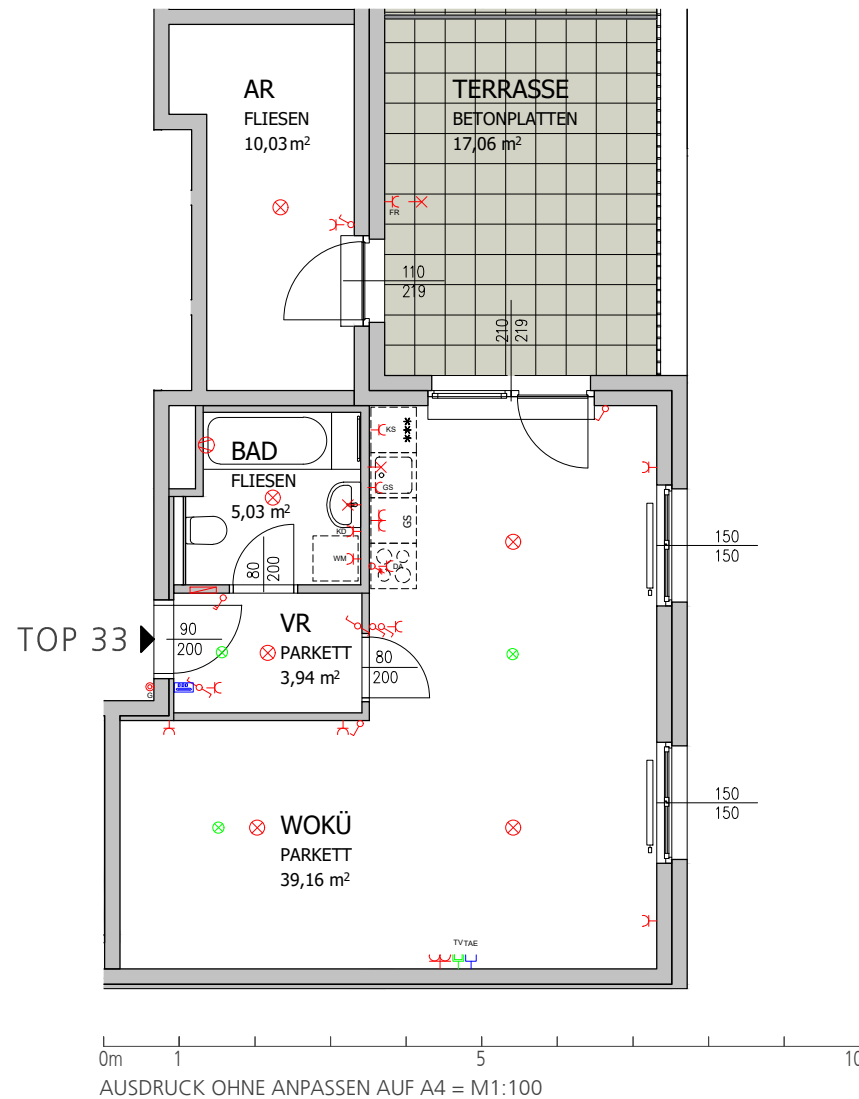 AR
FLIESEN
10,03 m²
TERRASSE
BETONPLATTEN
17,06 m²
FR
110
219
210
219
BAD
FLIESEN
5,03 m²
KS
GS
GS
KD
WM
DA
80
200
150
150
TOP 33
90
200
VR
PARKETT
3,94 m²
80
200
G
150
150
WOKÜ
PARKETT
39,16 m²
TV TAE
0m 1 5 10
AUSDRUCK OHNE ANPASSEN AUF A4 = M1:100